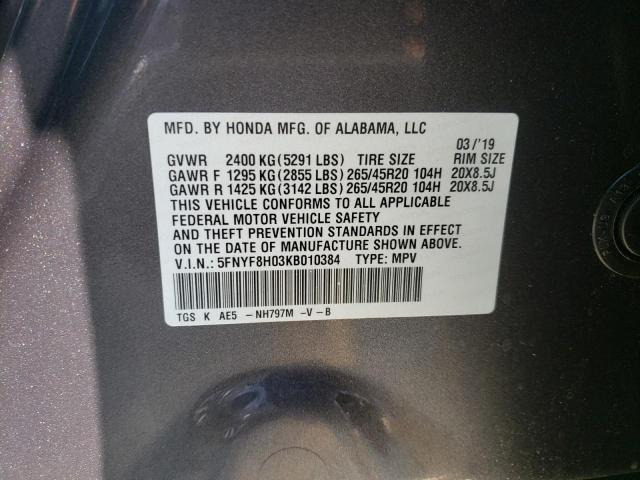 MFD. BY HONDA MFG. OF ALABAMA, LLC
03/'19
GVWR 2400 KG(5291 LBS) TIRE SIZE RIM SIZE
GAWR F 1295 KG(2855 LBS) 265/45R20 104H 20X8.5J
GAWR R 1425 KG(3142 LBS) 265/45R20 104H 20X8.5J
THIS VEHICLE CONFORMS TO ALL APPLICABLE
FEDERAL MOTOR VEHICLE SAFETY
AND THEFT PREVENTION STANDARDS IN EFFECT
ON THE DATE OF MANUFACTURE SHOWN ABOVE.
V.I.N.: 5FNYF8H03KB010384 TYPE: MPV
TGS K AE5 -NH797M -V-B